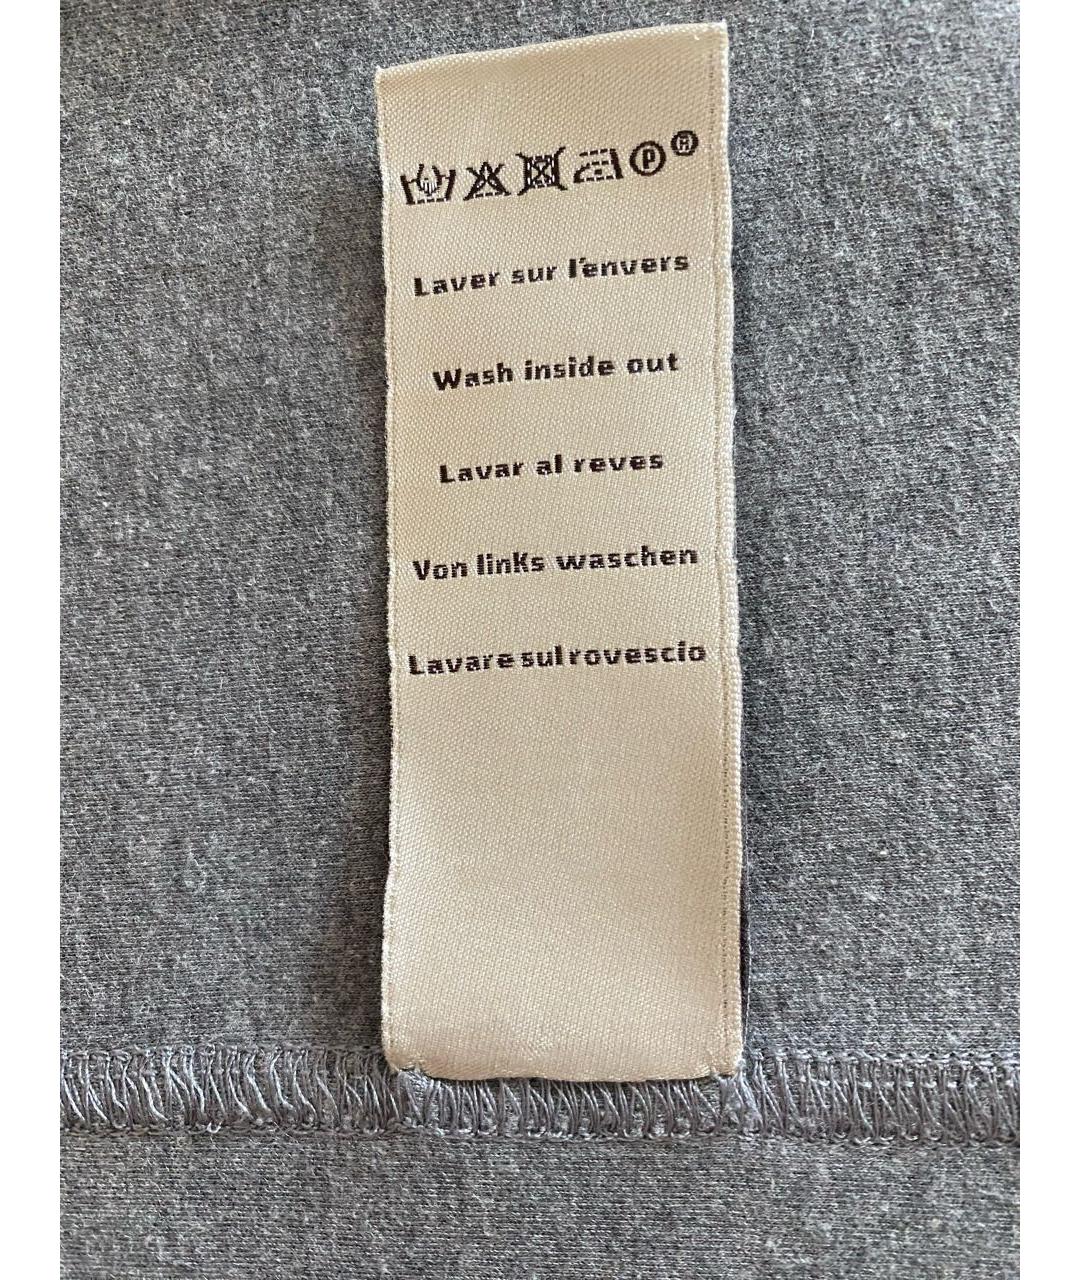 P H
Laver sur l'envers
Wash inside out
Lavar al reves
Von links waschen
Lavare sul rovescio